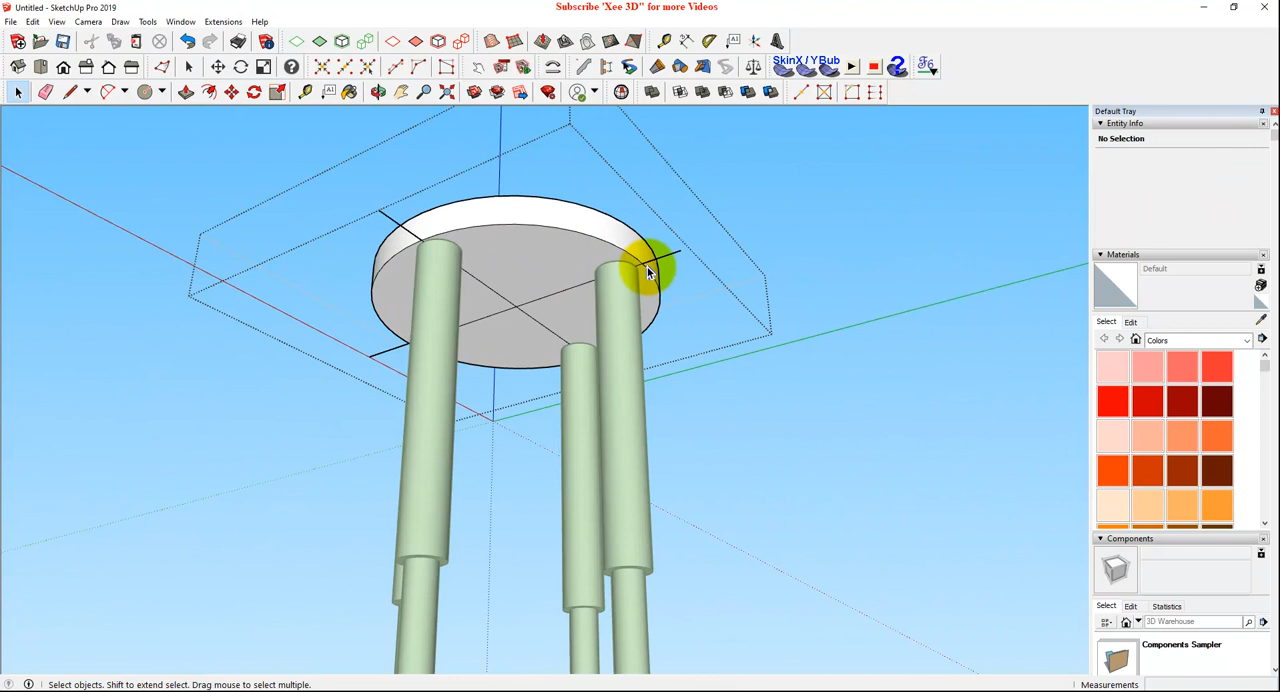 Untitled - SketchUp Pro 2019
Subscribe 'Xee 3D" for more Videos
File Edit View Camera Draw Tools Window Extensions Help
SkinX / YBub
Default Tray
Entity Info
No Selection
Materials
Default
Select Edit
Colors
Components
Select Edit Statistics
3D Warehouse
Components Sampler
Select objects. Shift to extend select. Drag mouse to select multiple.
Measurements